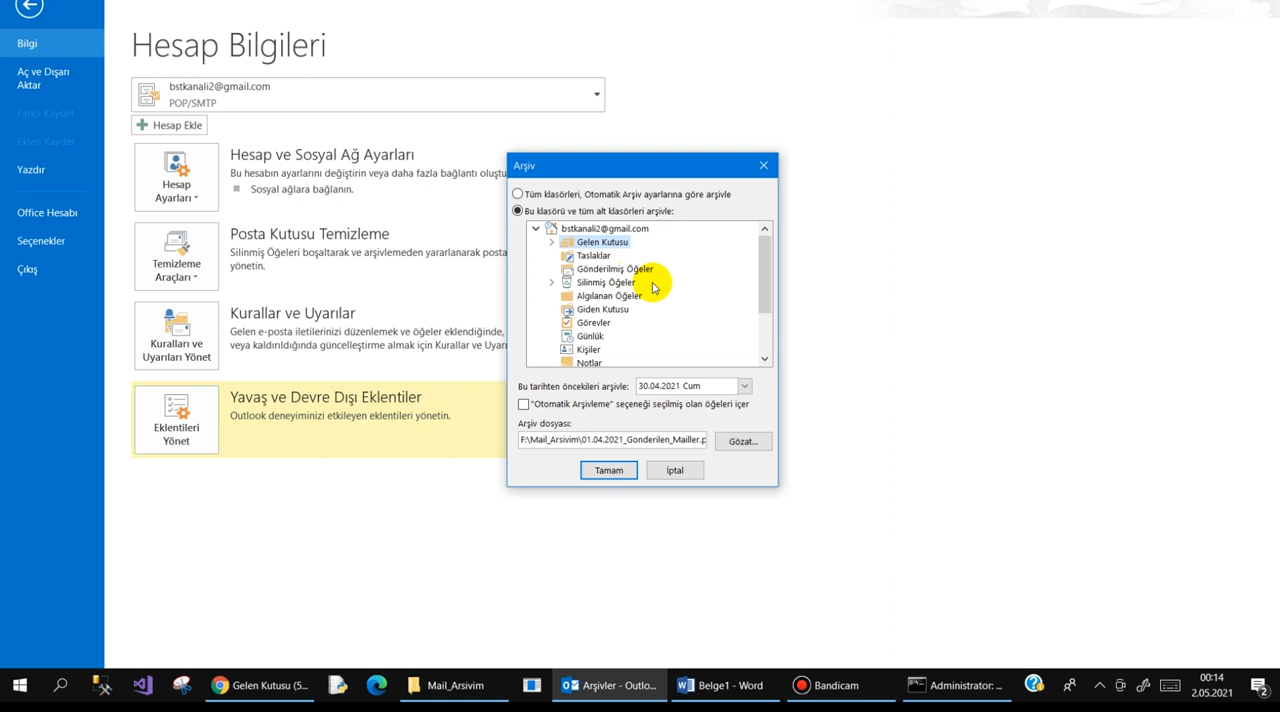 Hesap Bilgileri
Bilgi
Aç ve Dışarı
Aktar
Farklı Kaydet
Ekleri Kaydet
Yazdır
Office Hesabı
Seçenekler
Çıkış
bstkanali2@gmail.com
POP/SMTP
Hesap Ekle
Hesap
Ayarları
Hesap ve Sosyal Ağ Ayarları
Bu hesabın ayarlarını değiştirin veya daha fazla bağlantı oluştu
Sosyal ağlara bağlanın.
Temizleme
Araçları
Posta Kutusu Temizleme
Silinmiş Öğeleri boşaltarak ve arşivlemeden yararlanarak posta
yönetin.
Kuralları ve
Uyarıları Yönet
Kurallar ve Uyarılar
Gelen e-posta iletilerinizi düzenlemek ve öğeler eklendiğinde,
veya kaldırıldığında güncelleştirme almak için Kurallar ve Uyar
Eklentileri
Yönet
Yavaş ve Devre Dışı Eklentiler
Outlook deneyiminizi etkileyen eklentileri yönetin.
Arşiv
Tüm klasörleri, Otomatik Arşiv ayarlarına göre arşivle
Bu klasörü ve tüm alt klasörleri arşivle:
bstkanali2@gmail.com
Gelen Kutusu
Taslaklar
Gönderilmiş Öğeler
Silinmiş Öğeler
Algılanan Öğeler
Giden Kutusu
Görevler
Günlük
Kişiler
Notlar
Bu tarihten öncekileri arşivle: 30.04.2021 Cum
"Otomatik Arşivleme" seçeneği seçilmiş olan öğeleri içer
Arşiv dosyası:
F:\Mail_Arsivim\01.04.2021_Gonderilen_Mailler.p
Gözat...
Tamam
İptal
Gelen Kutusu (5...
Mail_Arsivim
Arşivler - Outlo...
Belge1 - Word
Bandicam
Administrator: ...
00:14
2.05.2021
2